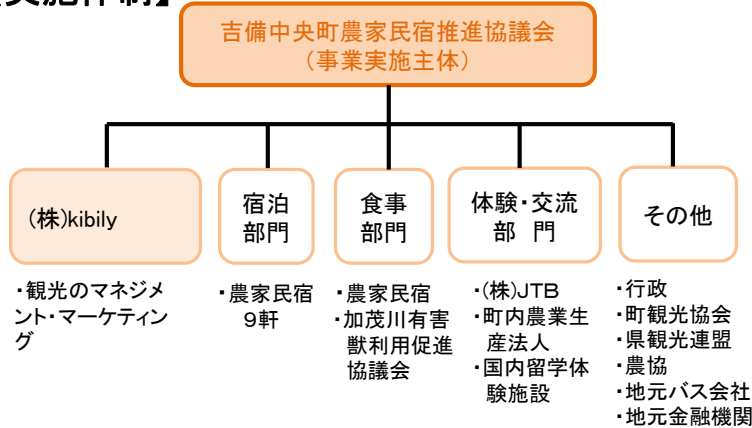 実施体制】
吉備中央町農家民宿推進協議会
（事業実施主体）
(株)kibily
・観光のマネジメ
ント・マーケティン
グ
宿泊
部門
・農家民宿
９軒
食事
部門
・農家民宿
・加茂川有害
獣利用促進
協議会
体験・交流
部　門
・(株)JTB
・町内農業生
産法人
・国内留学体
験施設
その他
・行政
・町観光協会
・県観光連盟
・農協
・地元バス会社
・地元金融機関